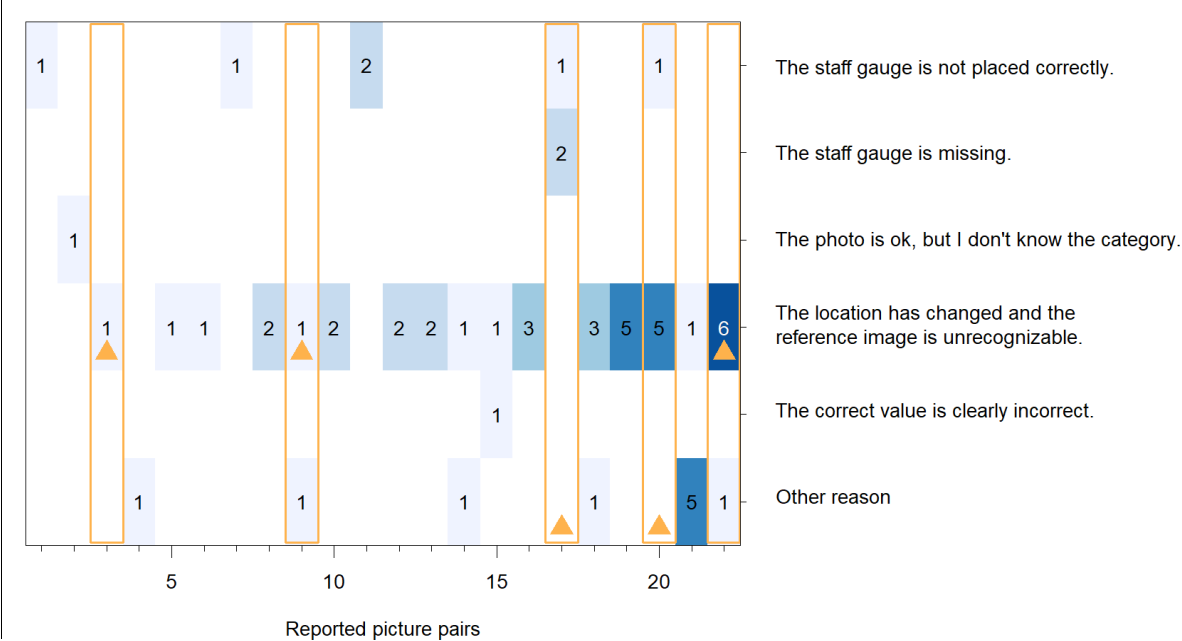 1 1 2 1 1 The staff gauge is not placed correctly.
2 The staff gauge is missing.
1 The photo is ok, but I don't know the category.
1 1 1 2 1 2 2 2 1 1 3 3 5 5 1 6 The location has changed and the
reference image is unrecognizable.
1 The correct value is clearly incorrect.
1 1 1 1 5 1 Other reason
5 10 15 20
Reported picture pairs